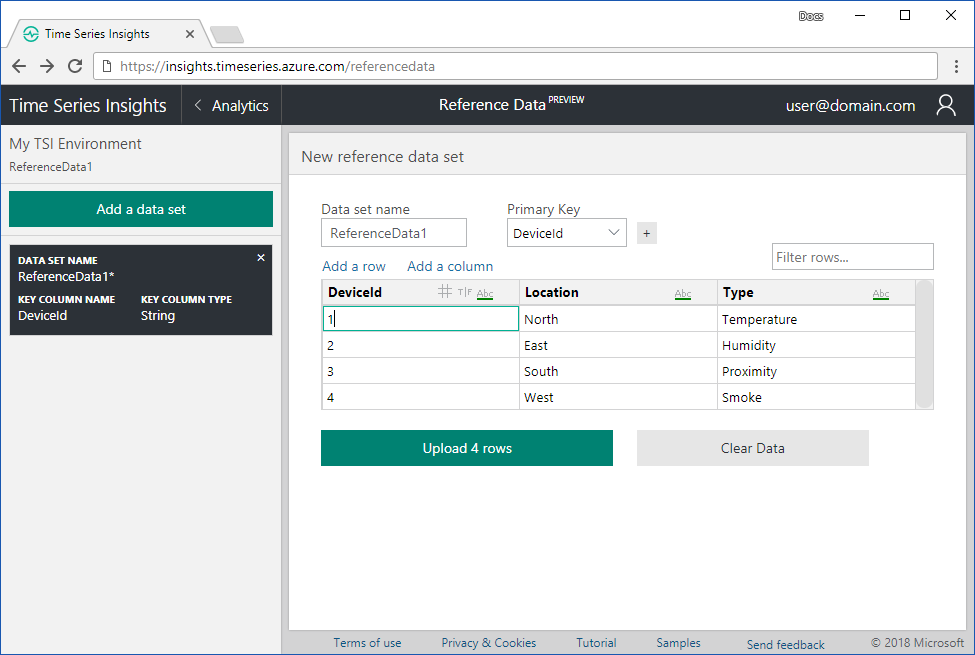 Docs
Time Series Insights
https://insights.timeseries.azure.com/referencedata
Time Series Insights
Analytics
Reference Data PREVIEW
user@domain.com
My TSI Environment
ReferenceData1
Add a data set
DATA SET NAME
ReferenceData1*
KEY COLUMN NAME KEY COLUMN TYPE
DeviceId String
New reference data set
Data set name Primary Key
ReferenceData1 DeviceId +
Filter rows...
Add a row Add a column
DeviceId T|F Abc Location Abc Type Abc
1 North Temperature
2 East Humidity
3 South Proximity
4 West Smoke
Upload 4 rows Clear Data
Terms of use Privacy & Cookies Tutorial Samples Send feedback © 2018 Microsoft